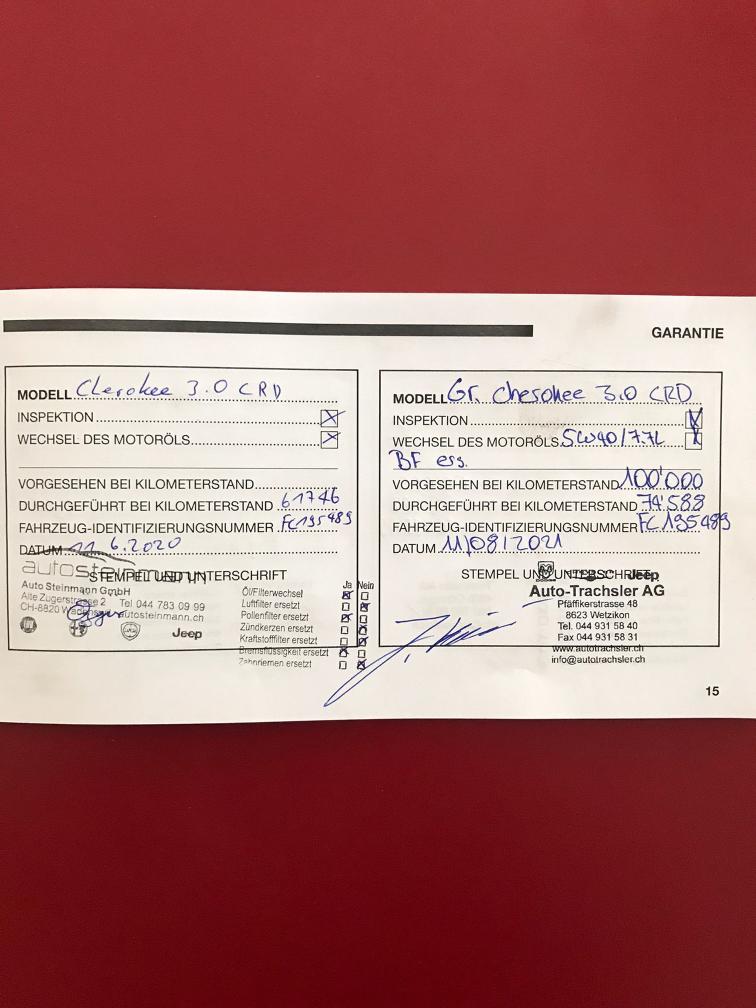 GARANTIE
MODELL Cherokee 3.0 CRD
INSPEKTION
WECHSEL DES MOTORÖLS
VORGESEHEN BEI KILOMETERSTAND
DURCHGEFÜHRT BEI KILOMETERSTAND 61746
FAHRZEUG-IDENTIFIZIERUNGSNUMMER FC195489
DATUM 11.6.2020
autosteinmann
STEMPEL UND UNTERSCHRIFT
Auto Steinmann GmbH
Alte Zugerstrasse 2 Tel 044 783 09 99
CH-8820 autosteinmann.ch
Jeep
Ja Nein
Öl/Filterwechsel
Luftfilter ersetzt
Pollenfilter ersetzt
Zündkerzen ersetzt
Kraftstofffilter ersetzt
Bremsflüssigkeit ersetzt
Zahnriemen ersetzt
MODELL Gr. Cherokee 3.0 CRD
INSPEKTION
WECHSEL DES MOTORÖLS 5W40/7.7L
BF ers.
VORGESEHEN BEI KILOMETERSTAND 100'000
DURCHGEFÜHRT BEI KILOMETERSTAND 74'588
FAHRZEUG-IDENTIFIZIERUNGSNUMMER FC195489
DATUM 11/08/2021
STEMPEL UND UNTERSCHRIFT
Jeep
Auto-Trachsler AG
Pfäffikerstrasse 48
8623 Wetzikon
Tel. 044 931 58 40
Fax 044 931 58 31
www.autotrachsler.ch
info@autotrachsler.ch
15